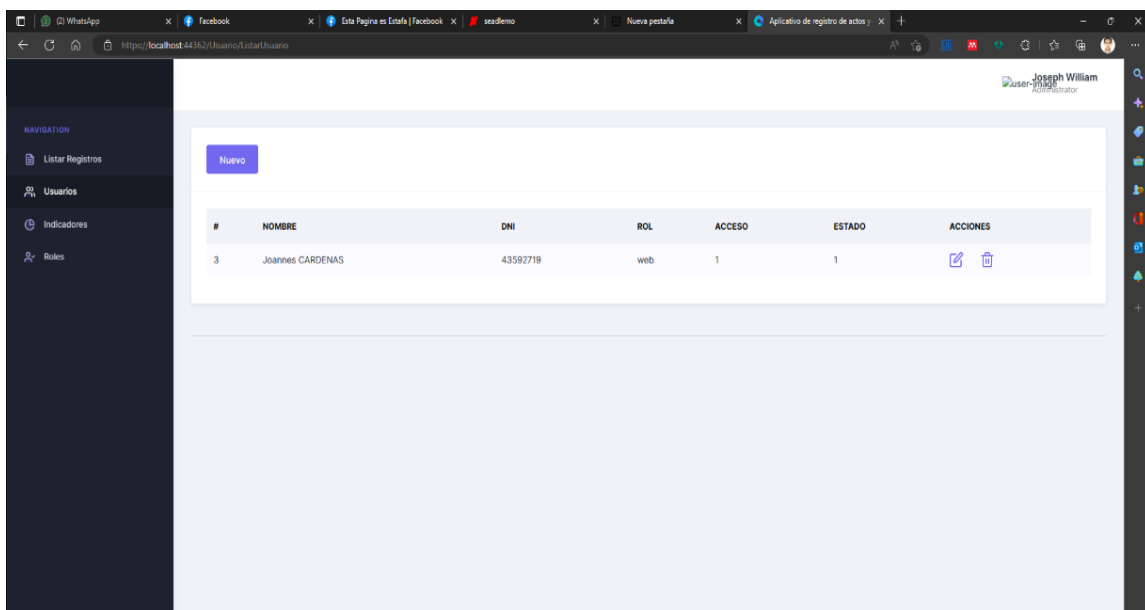 (2) WhatsApp
Facebook
Esta Pagina es Estafa | Facebook
seadlemo
Nueva pestaña
Aplicativo de registro de actos y
https://localhost:44362/Usuario/ListarUsuario
user-image
Joseph William
Administrator
NAVIGATION
Listar Registros
Usuarios
Indicadores
Roles
Nuevo
# NOMBRE DNI ROL ACCESO ESTADO ACCIONES
3 Joannes CARDENAS 43592719 web 1 1